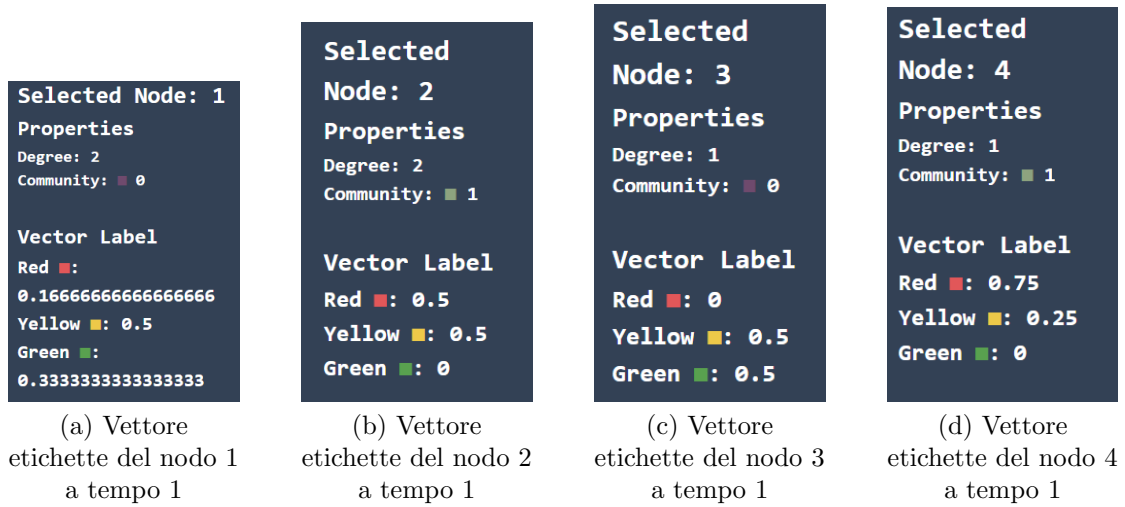 Selected Node: 1
Properties
Degree: 2
Community: 0
Vector Label
Red :
0.16666666666666666
Yellow : 0.5
Green :
0.3333333333333333
(a) Vettore
etichette del nodo 1
a tempo 1
Selected
Node: 2
Properties
Degree: 2
Community: 1
Vector Label
Red : 0.5
Yellow : 0.5
Green : 0
(b) Vettore
etichette del nodo 2
a tempo 1
Selected
Node: 3
Properties
Degree: 1
Community: 0
Vector Label
Red : 0
Yellow : 0.5
Green : 0.5
(c) Vettore
etichette del nodo 3
a tempo 1
Selected
Node: 4
Properties
Degree: 1
Community: 1
Vector Label
Red : 0.75
Yellow : 0.25
Green : 0
(d) Vettore
etichette del nodo 4
a tempo 1